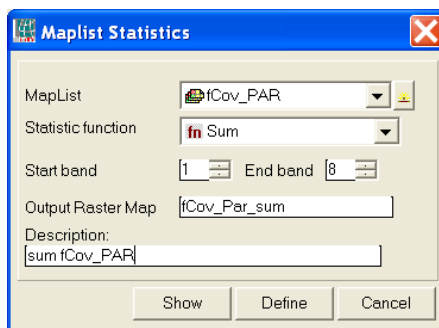 Maplist Statistics
MapList fCov_PAR
Statistic function fn Sum
Start band 1 End band 8
Output Raster Map fCov_Par_sum
Description:
sum fCov_PAR
Show Define Cancel